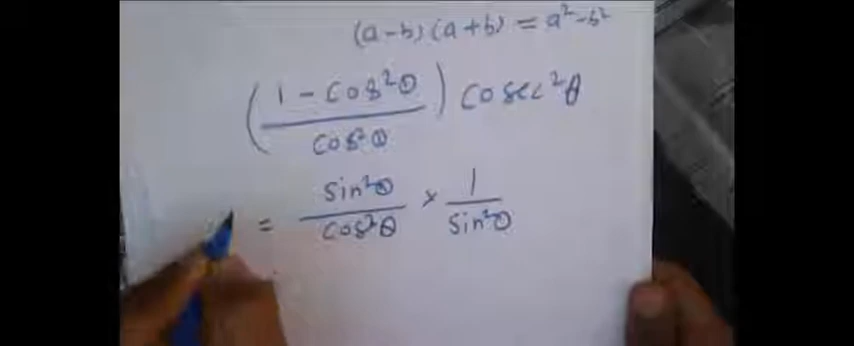 (a-b)(a+b) = a²-b²
(1 - cos²θ / cos²θ) cosec²θ
= sin²θ / cos²θ × 1 / sin²θ